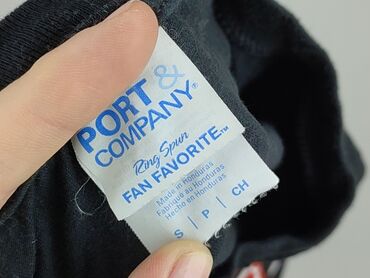 PORT &
COMPANY®
Ring Spun
FAN FAVORITE™
Made in Honduras
Fabriqué au Honduras
Hecho en Honduras
S | P | CH